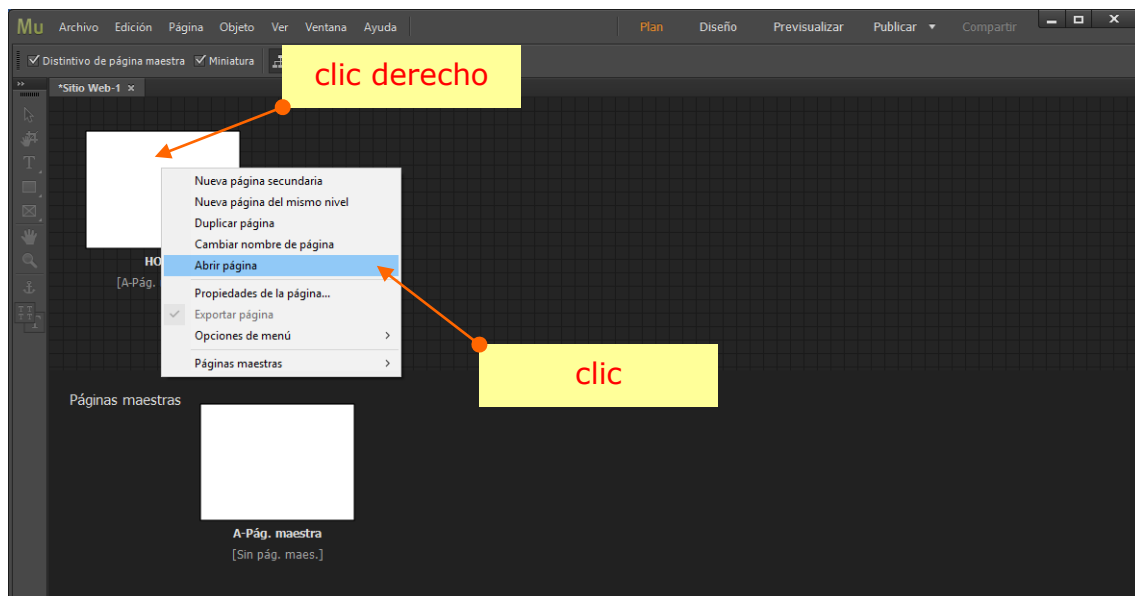 Mu Archivo Edición Página Objeto Ver Ventana Ayuda Plan Diseño Previsualizar Publicar Compartir
Distintivo de página maestra Miniatura
clic derecho
*Sitio Web-1 ×
Nueva página secundaria
Nueva página del mismo nivel
Duplicar página
Cambiar nombre de página
HO
Abrir página
[A-Pág.
Propiedades de la página...
Exportar página
Opciones de menú
Páginas maestras
clic
Páginas maestras
A-Pág. maestra
[Sin pág. maes.]